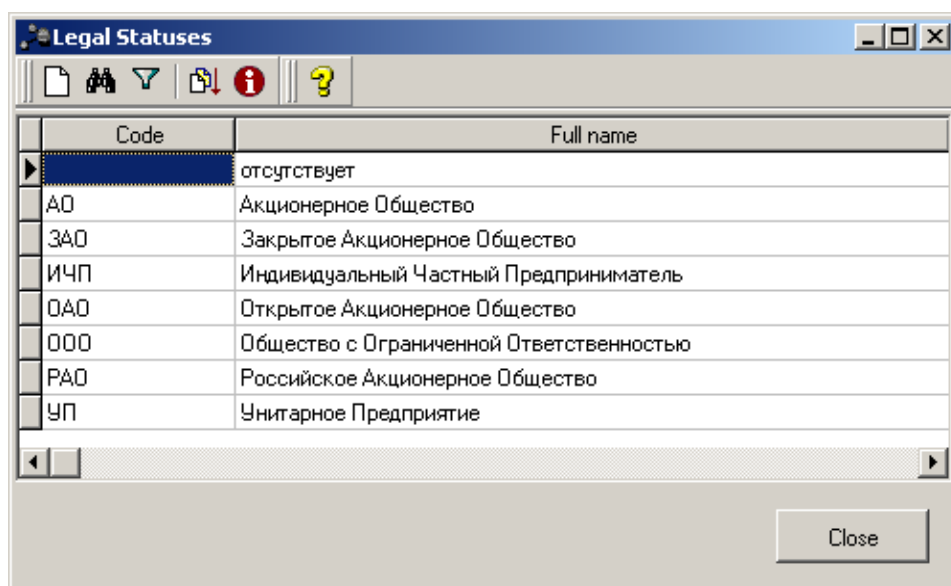 Legal Statuses
Code Full name
отсутствует
АО Акционерное Общество
ЗАО Закрытое Акционерное Общество
ИЧП Индивидуальный Частный Предприниматель
ОАО Открытое Акционерное Общество
ООО Общество с Ограниченной Ответственностью
РАО Российское Акционерное Общество
УП Унитарное Предприятие
Close